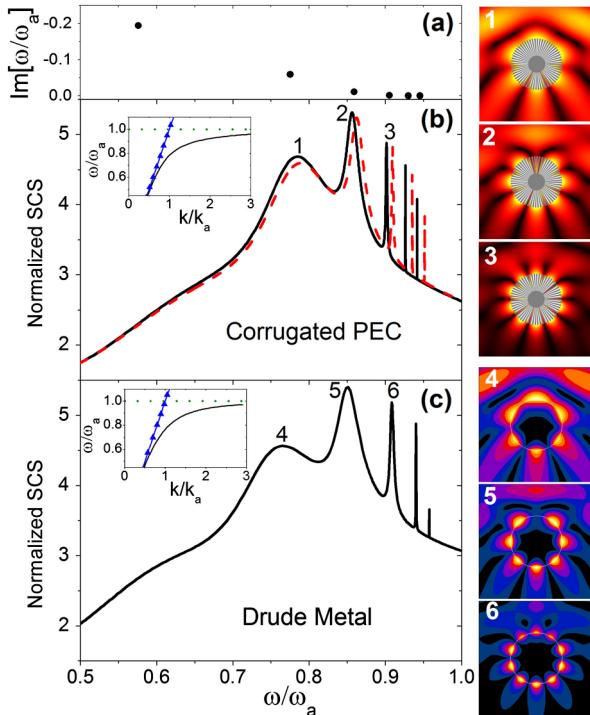 Im[ω/ωa]
-0.2
-0.1
0.0
(a)
Normalized SCS
5
4
3
2
(b)
1
2
3
Corrugated PEC
ω/ωa
1.0
0.8
0.6
0 1 2 3
k/ka
Normalized SCS
5
4
3
2
(c)
4
5
6
Drude Metal
ω/ωa
1.0
0.8
0.6
0 1 2 3
k/ka
0.5 0.6 0.7 0.8 0.9 1.0
ω/ωa
1
2
3
4
5
6